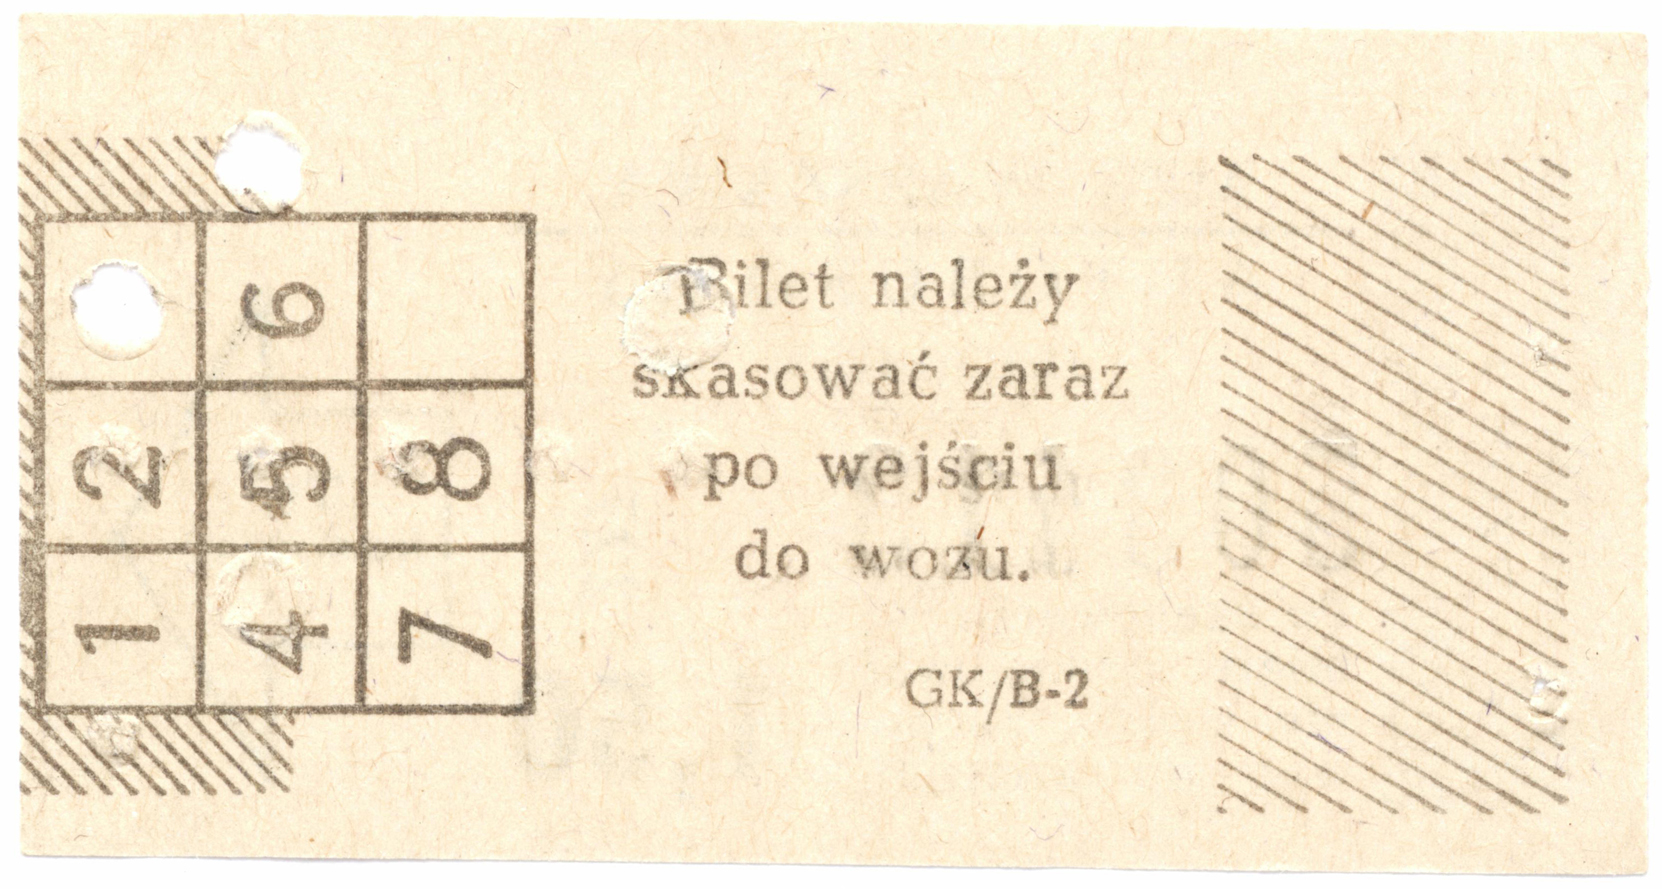 6
2 5 8
1 4 7
Bilet należy
skasować zaraz
po wejściu
do wozu.
GK/B-2